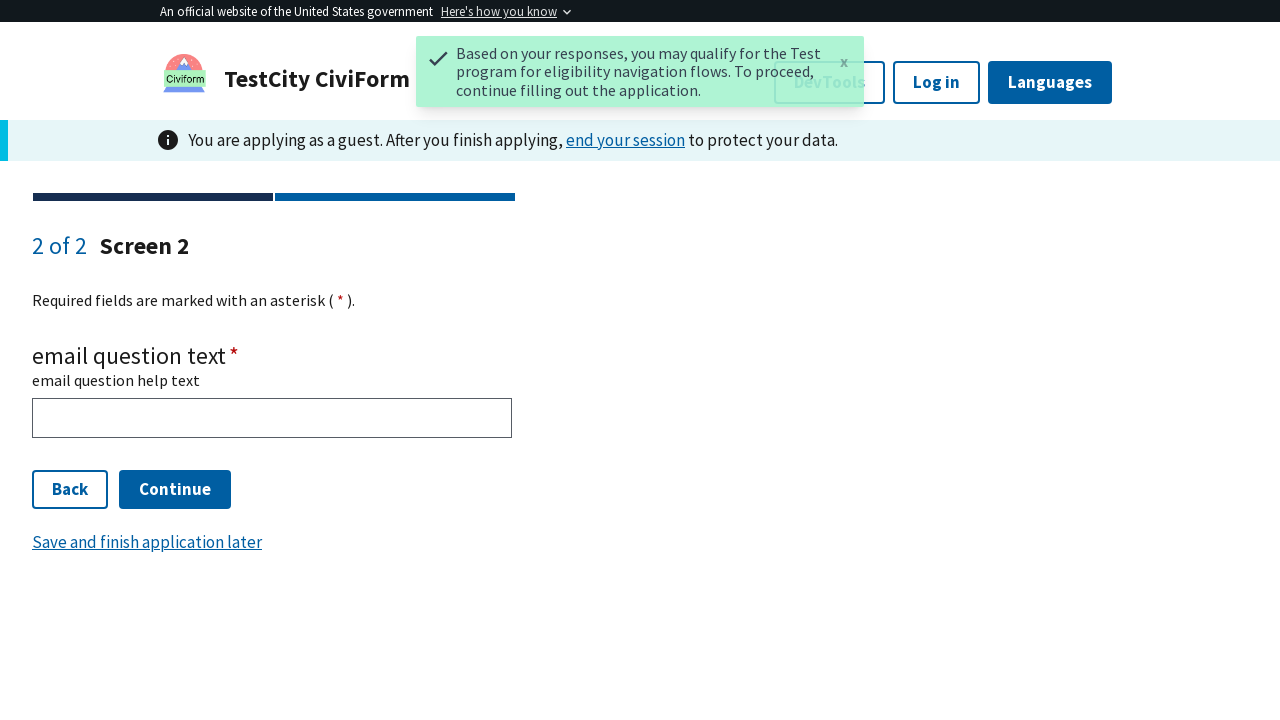 An official website of the United States government Here's how you know
Based on your responses, you may qualify for the Test
program for eligibility navigation flows. To proceed,
continue filling out the application.
x
Civiform
TestCity CiviForm
DevTools
Log in
Languages
You are applying as a guest. After you finish applying, end your session to protect your data.
2 of 2 Screen 2
Required fields are marked with an asterisk ( * ).
email question text *
email question help text
Back
Continue
Save and finish application later